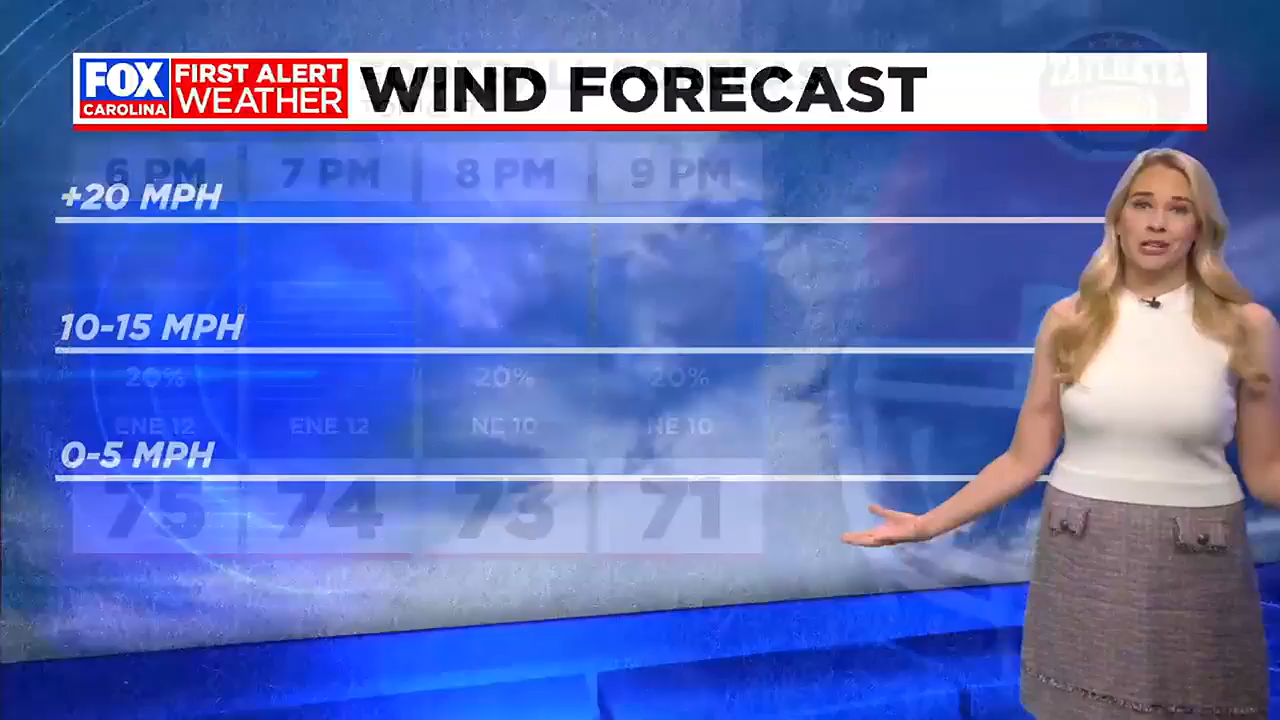 FOX
CAROLINA
FIRST ALERT
WEATHER
WIND FORECAST
TAILGATE
6 PM 7 PM 8 PM 9 PM
+20 MPH
10-15 MPH
20% 20% 20%
ENE 12 ENE 12 NE 10 NE 10
0-5 MPH
75 74 73 71